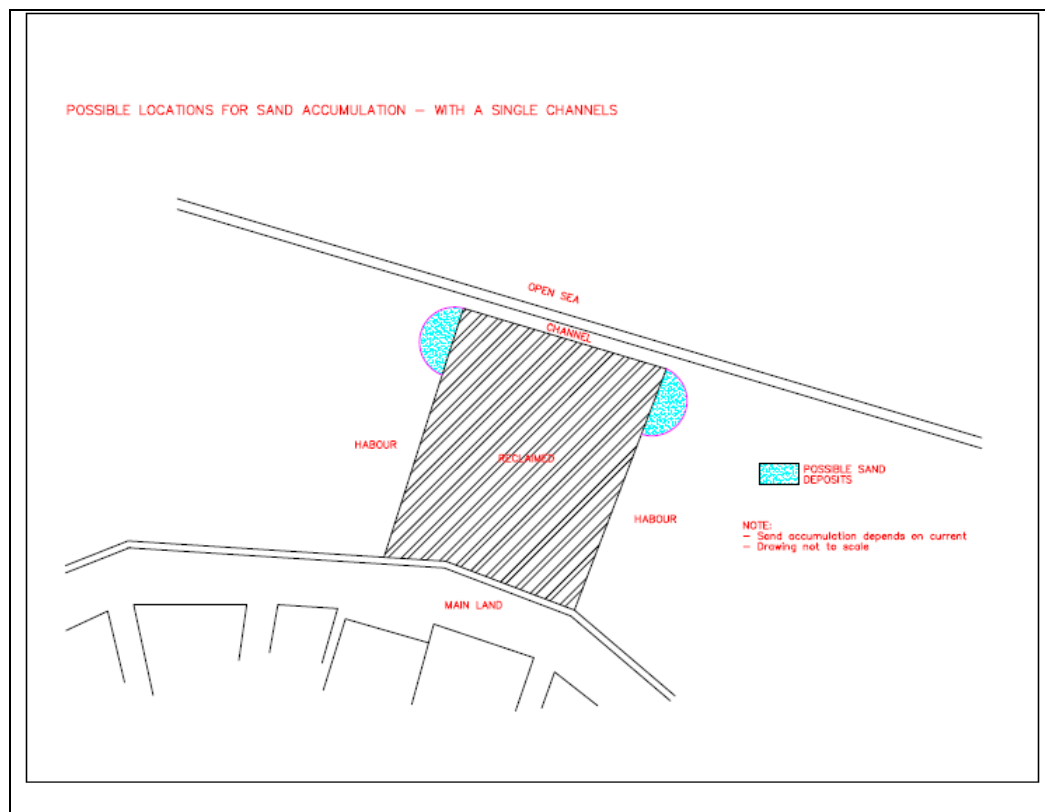 POSSIBLE LOCATIONS FOR SAND ACCUMULATION - WITH A SINGLE CHANNELS
OPEN SEA
CHANNEL
HABOUR
RECLAIMED
POSSIBLE SAND
DEPOSITS
HABOUR
NOTE:
- Sand accumulation depends on current
- Drawing not to scale
MAIN LAND